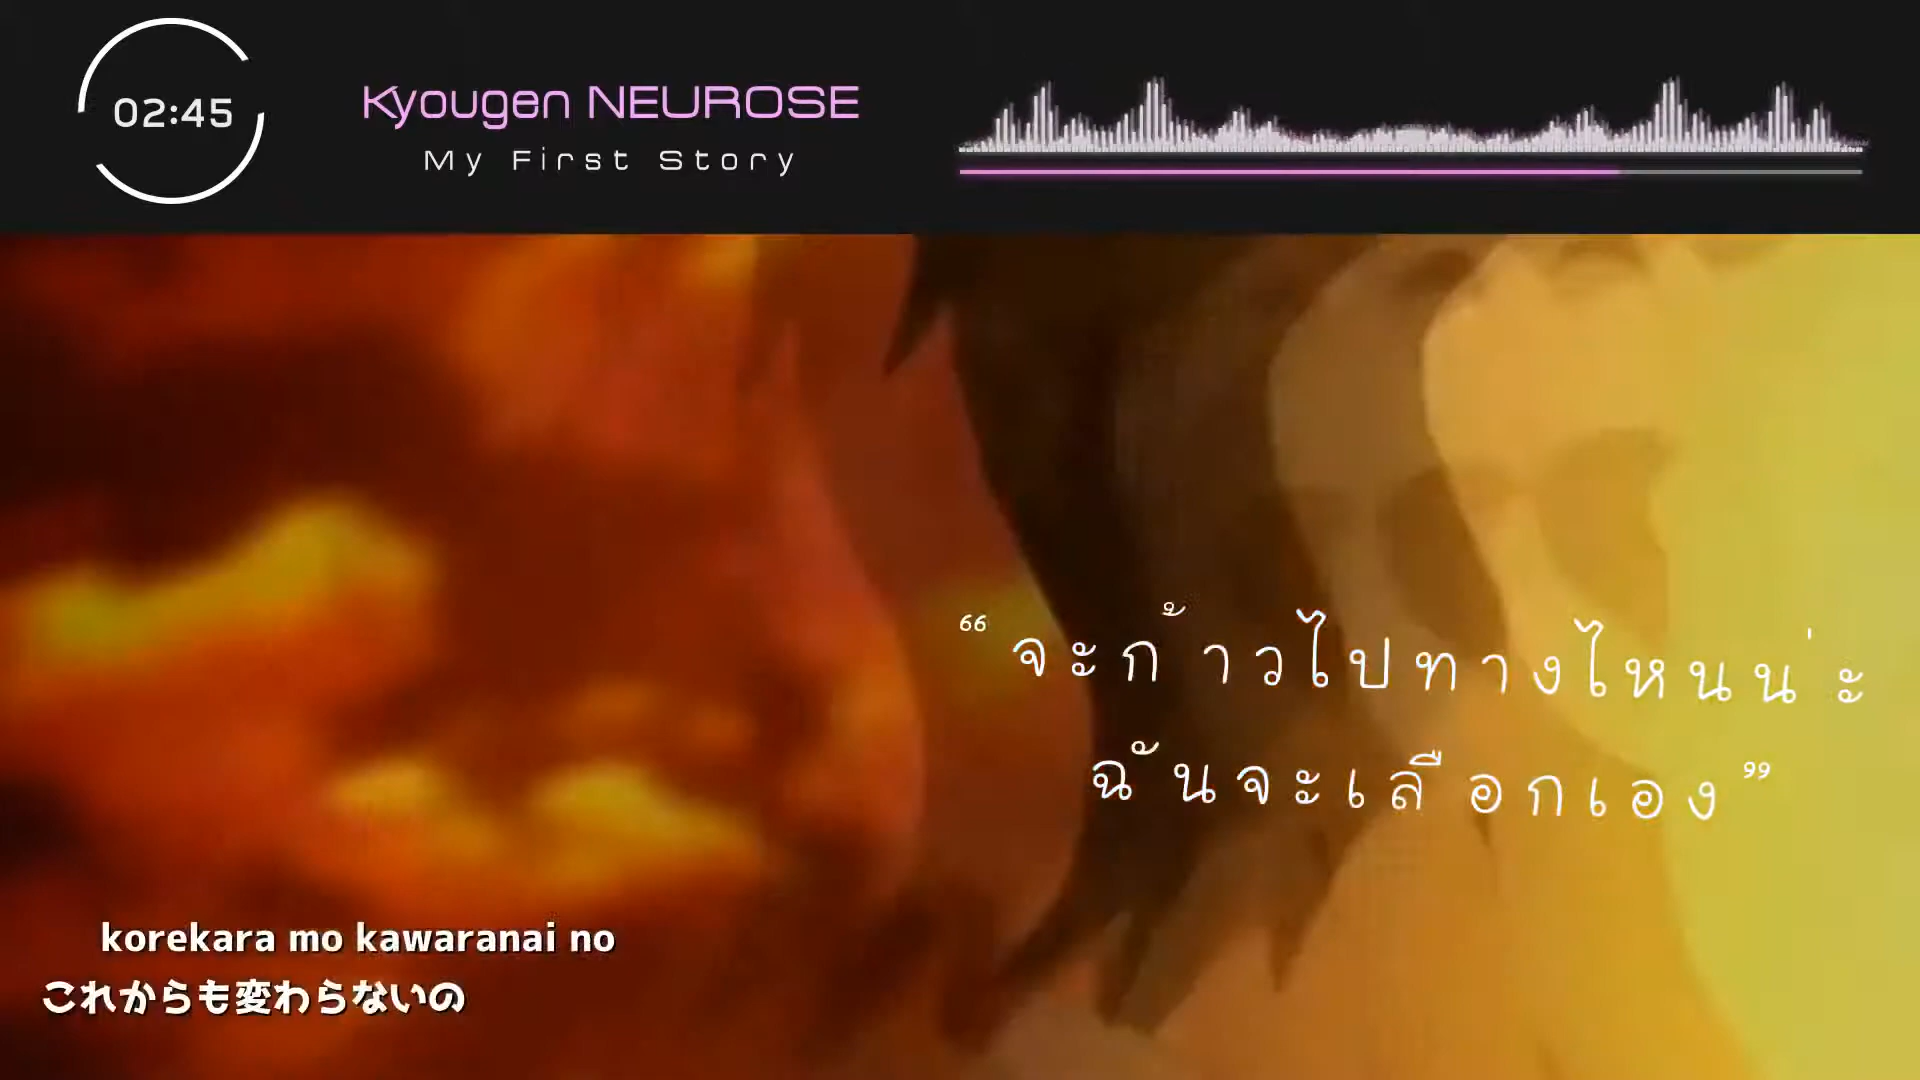 02:45
Kyougen NEUROSE
My First Story
“จะก้าวไปทางไหนน่ะ
ฉันจะเลือกเอง”
korekara mo kawaranai no
これからも変わらないの